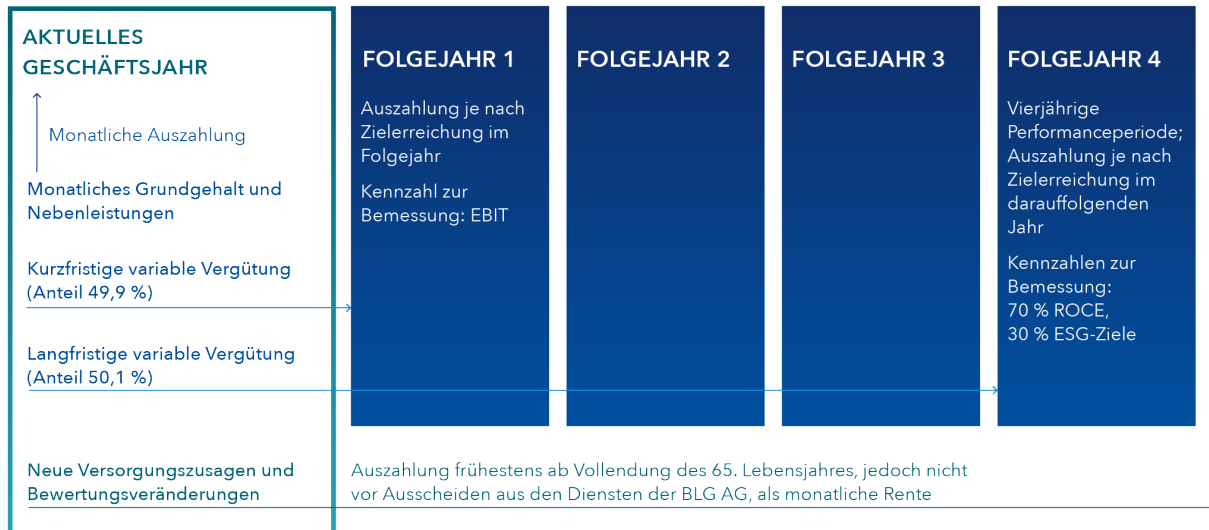 AKTUELLES
GESCHÄFTSJAHR
Monatliche Auszahlung
Monatliches Grundgehalt und
Nebenleistungen
Kurzfristige variable Vergütung
(Anteil 49,9 %)
Langfristige variable Vergütung
(Anteil 50,1 %)
Neue Versorgungszusagen und
Bewertungsveränderungen
FOLGEJAHR 1
Auszahlung je nach
Zielerreichung im
Folgejahr
Kennzahl zur
Bemessung: EBIT
FOLGEJAHR 2
FOLGEJAHR 3
FOLGEJAHR 4
Vierjährige
Performanceperiode;
Auszahlung je nach
Zielerreichung im
darauffolgenden
Jahr
Kennzahlen zur
Bemessung:
70 % ROCE,
30 % ESG-Ziele
Auszahlung frühestens ab Vollendung des 65. Lebensjahres, jedoch nicht
vor Ausscheiden aus den Diensten der BLG AG, als monatliche Rente